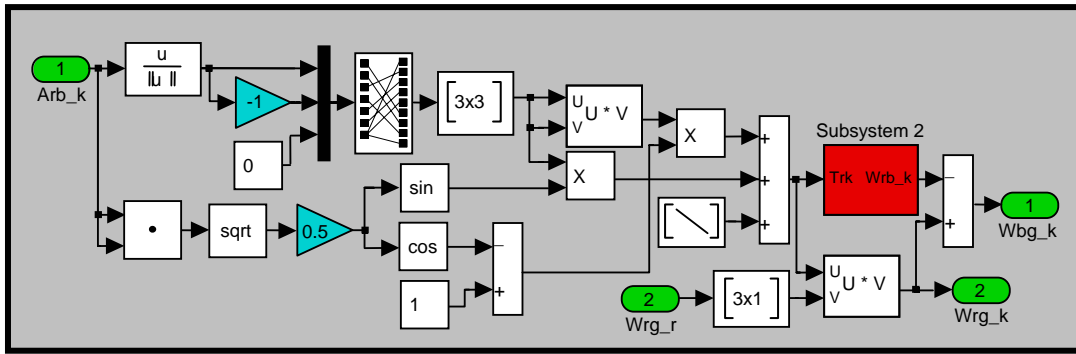 1
Arb_k
u
||u ||
-1
0
[ 3x3 ]
U
V
U * V
X
X
sin
cos
sqrt
0.5
1
+
+
+
−
+
Subsystem 2
Trk
Wrb_k
−
+
1
Wbg_k
2
Wrg_k
2
Wrg_r
[ 3x1 ]
U
V
U * V